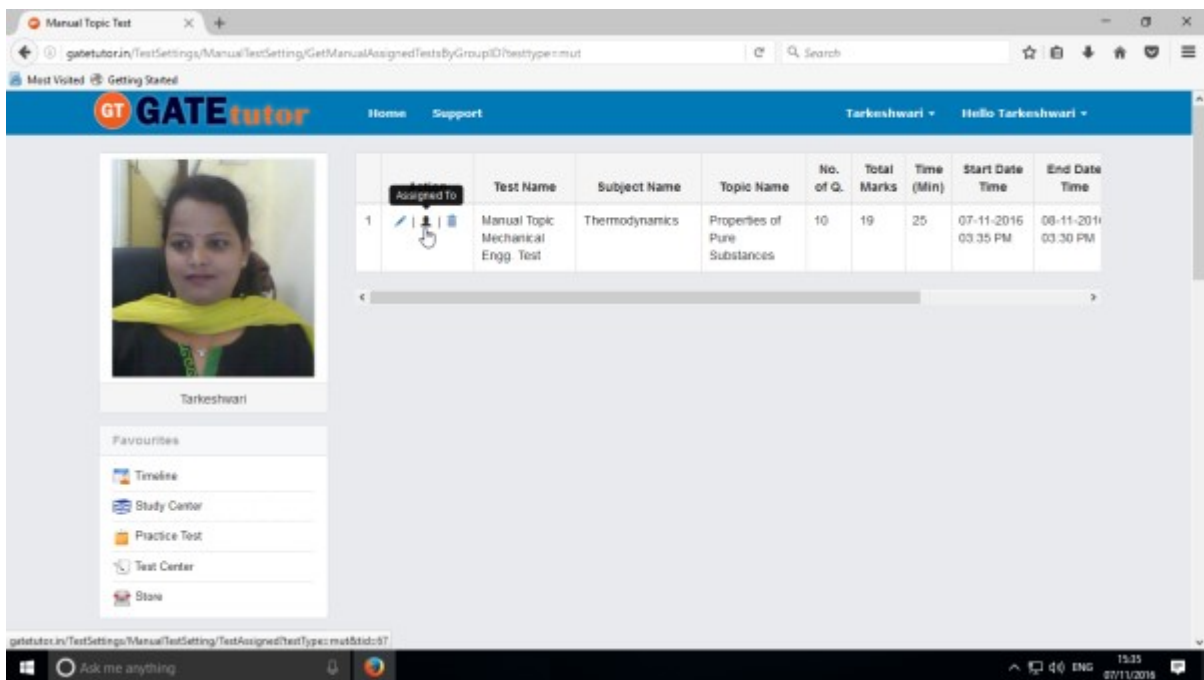 Manual Topic Test
gatetutor.in/TestSettings/ManualTestSetting/GetManualAssignedTestsByGroupID?testtype=mut
Search
Most Visited Getting Started
GT GATEtutor
Home Support
Tarkeshwari Hello Tarkeshwari
Assigned To
Test Name Subject Name Topic Name No. of Q. Total Marks Time (Min) Start Date Time End Date Time
1 Manual Topic Mechanical Engg. Test Thermodynamics Properties of Pure Substances 10 19 25 07-11-2016 03:35 PM 08-11-201 03:30 PM
Tarkeshwari
Favourites
Timeline
Study Center
Practice Test
Test Center
Store
gatetutor.in/TestSettings/ManualTestSetting/TestAssigned?testType=mut&tid=67
Ask me anything
ENG
15:35
07/11/2016